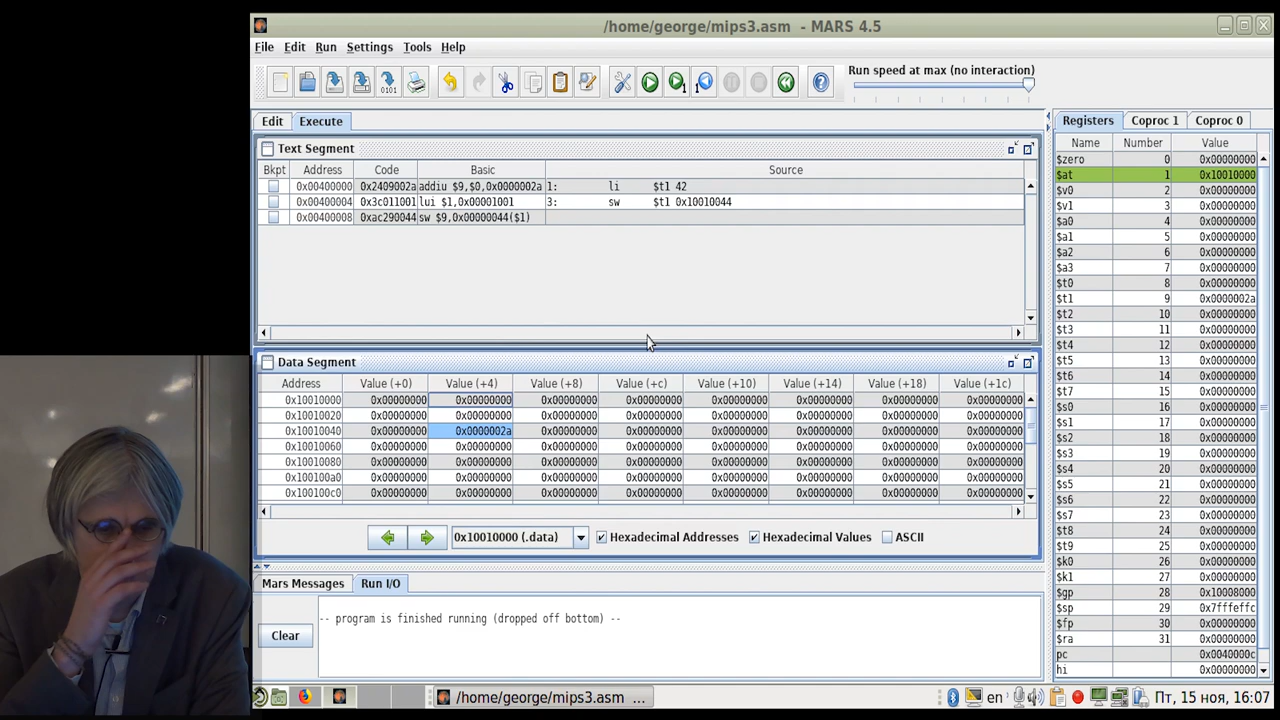 /home/george/mips3.asm - MARS 4.5
File Edit Run Settings Tools Help
Run speed at max (no interaction)
Edit Execute
Text Segment
Bkpt Address Code Basic Source
0x00400000 0x2409002a addiu $9,$0,0x0000002a 1: li $t1 42
0x00400004 0x3c011001 lui $1,0x00001001 3: sw $t1 0x10010044
0x00400008 0xac290044 sw $9,0x00000044($1)
Data Segment
Address Value (+0) Value (+4) Value (+8) Value (+c) Value (+10) Value (+14) Value (+18) Value (+1c)
0x10010000 0x00000000 0x00000000 0x00000000 0x00000000 0x00000000 0x00000000 0x00000000 0x00000000
0x10010020 0x00000000 0x00000000 0x00000000 0x00000000 0x00000000 0x00000000 0x00000000 0x00000000
0x10010040 0x00000000 0x0000002a 0x00000000 0x00000000 0x00000000 0x00000000 0x00000000 0x00000000
0x10010060 0x00000000 0x00000000 0x00000000 0x00000000 0x00000000 0x00000000 0x00000000 0x00000000
0x10010080 0x00000000 0x00000000 0x00000000 0x00000000 0x00000000 0x00000000 0x00000000 0x00000000
0x100100a0 0x00000000 0x00000000 0x00000000 0x00000000 0x00000000 0x00000000 0x00000000 0x00000000
0x100100c0 0x00000000 0x00000000 0x00000000 0x00000000 0x00000000 0x00000000 0x00000000 0x00000000
0x10010000 (.data) Hexadecimal Addresses Hexadecimal Values ASCII
Mars Messages Run I/O
-- program is finished running (dropped off bottom) --
Clear
Registers Coproc 1 Coproc 0
Name Number Value
$zero 0 0x00000000
$at 1 0x10010000
$v0 2 0x00000000
$v1 3 0x00000000
$a0 4 0x00000000
$a1 5 0x00000000
$a2 6 0x00000000
$a3 7 0x00000000
$t0 8 0x00000000
$t1 9 0x0000002a
$t2 10 0x00000000
$t3 11 0x00000000
$t4 12 0x00000000
$t5 13 0x00000000
$t6 14 0x00000000
$t7 15 0x00000000
$s0 16 0x00000000
$s1 17 0x00000000
$s2 18 0x00000000
$s3 19 0x00000000
$s4 20 0x00000000
$s5 21 0x00000000
$s6 22 0x00000000
$s7 23 0x00000000
$t8 24 0x00000000
$t9 25 0x00000000
$k0 26 0x00000000
$k1 27 0x00000000
$gp 28 0x10008000
$sp 29 0x7fffeffc
$fp 30 0x00000000
$ra 31 0x00000000
pc 0x0040000c
hi 0x00000000
/home/george/mips3.asm ...
en
Пт, 15 ноя, 16:07